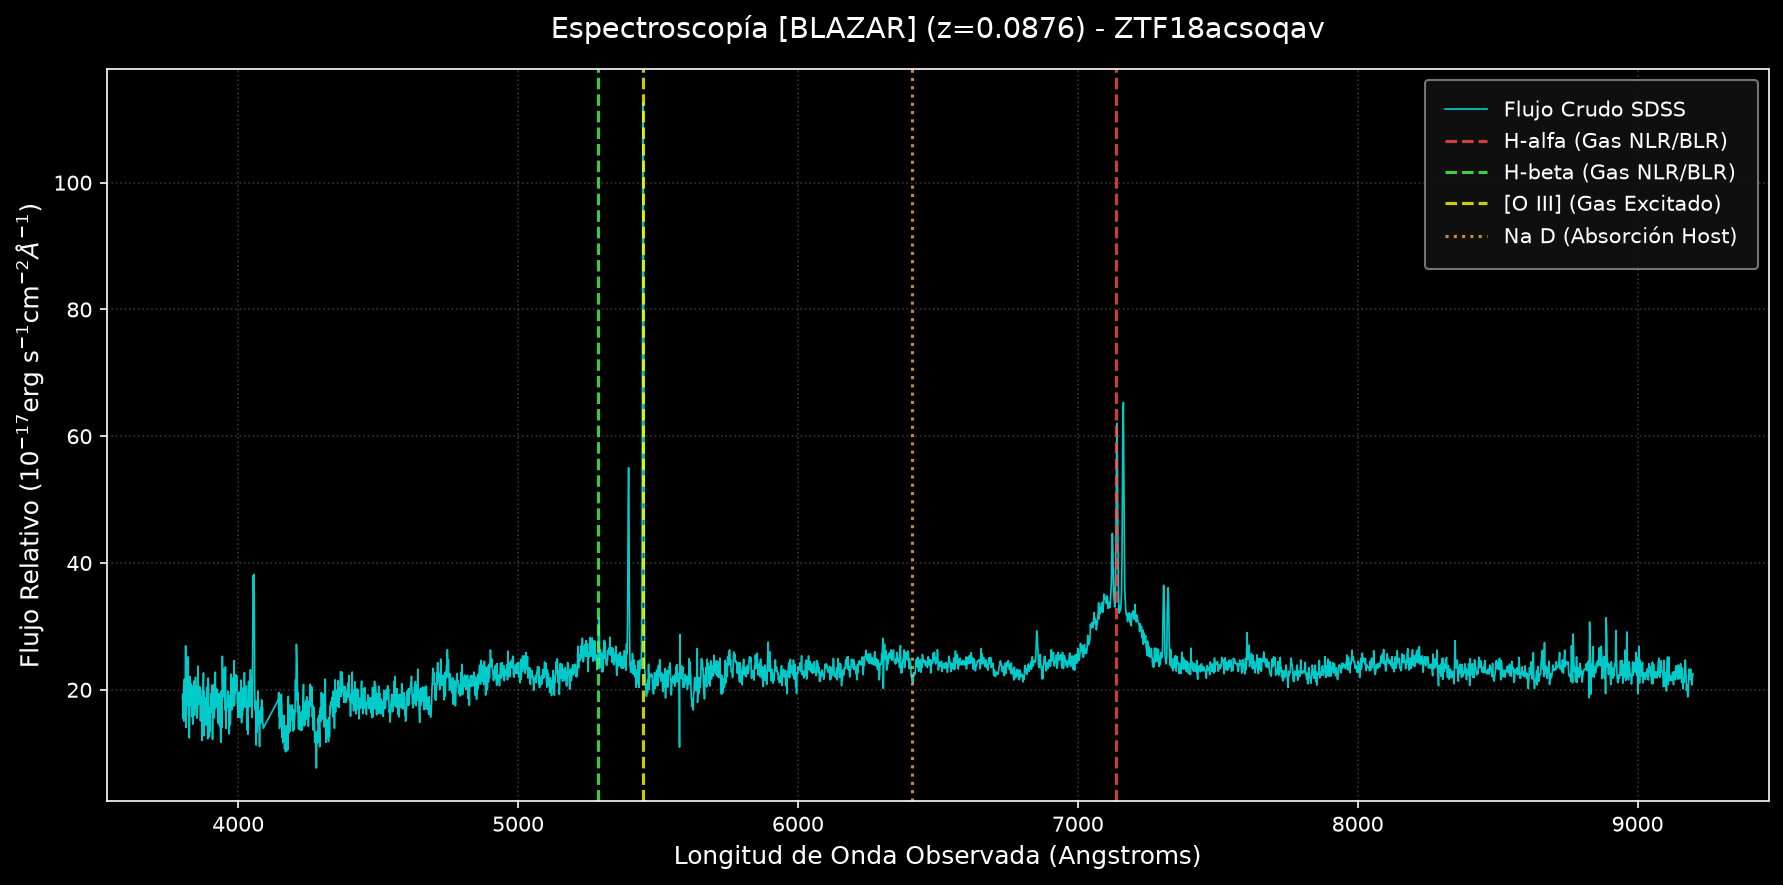 Espectroscopía [BLAZAR] (z=0.0876) - ZTF18acsoqav
Flujo Crudo SDSS
H-alfa (Gas NLR/BLR)
H-beta (Gas NLR/BLR)
[O III] (Gas Excitado)
Na D (Absorción Host)
Flujo Relativo (10⁻¹⁷erg s⁻¹cm⁻²Å⁻¹)
100
80
60
40
20
4000 5000 6000 7000 8000 9000
Longitud de Onda Observada (Angstroms)